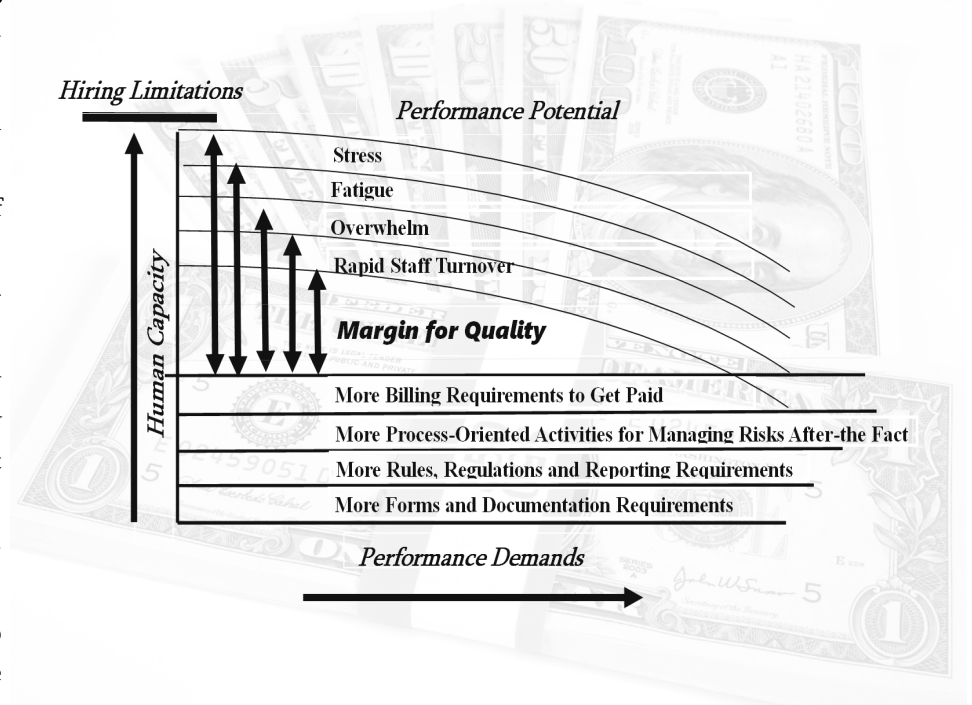 Hiring Limitations
Performance Potential
Stress
Fatigue
Overwhelm
Rapid Staff Turnover
Human Capacity
Margin for Quality
More Billing Requirements to Get Paid
More Process-Oriented Activities for Managing Risks After-the Fact
More Rules, Regulations and Reporting Requirements
More Forms and Documentation Requirements
Performance Demands